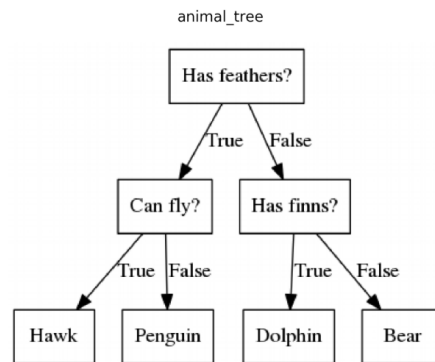 animal_tree
Has feathers?
True
False
Can fly?
Has finns?
True
False
True
False
Hawk
Penguin
Dolphin
Bear